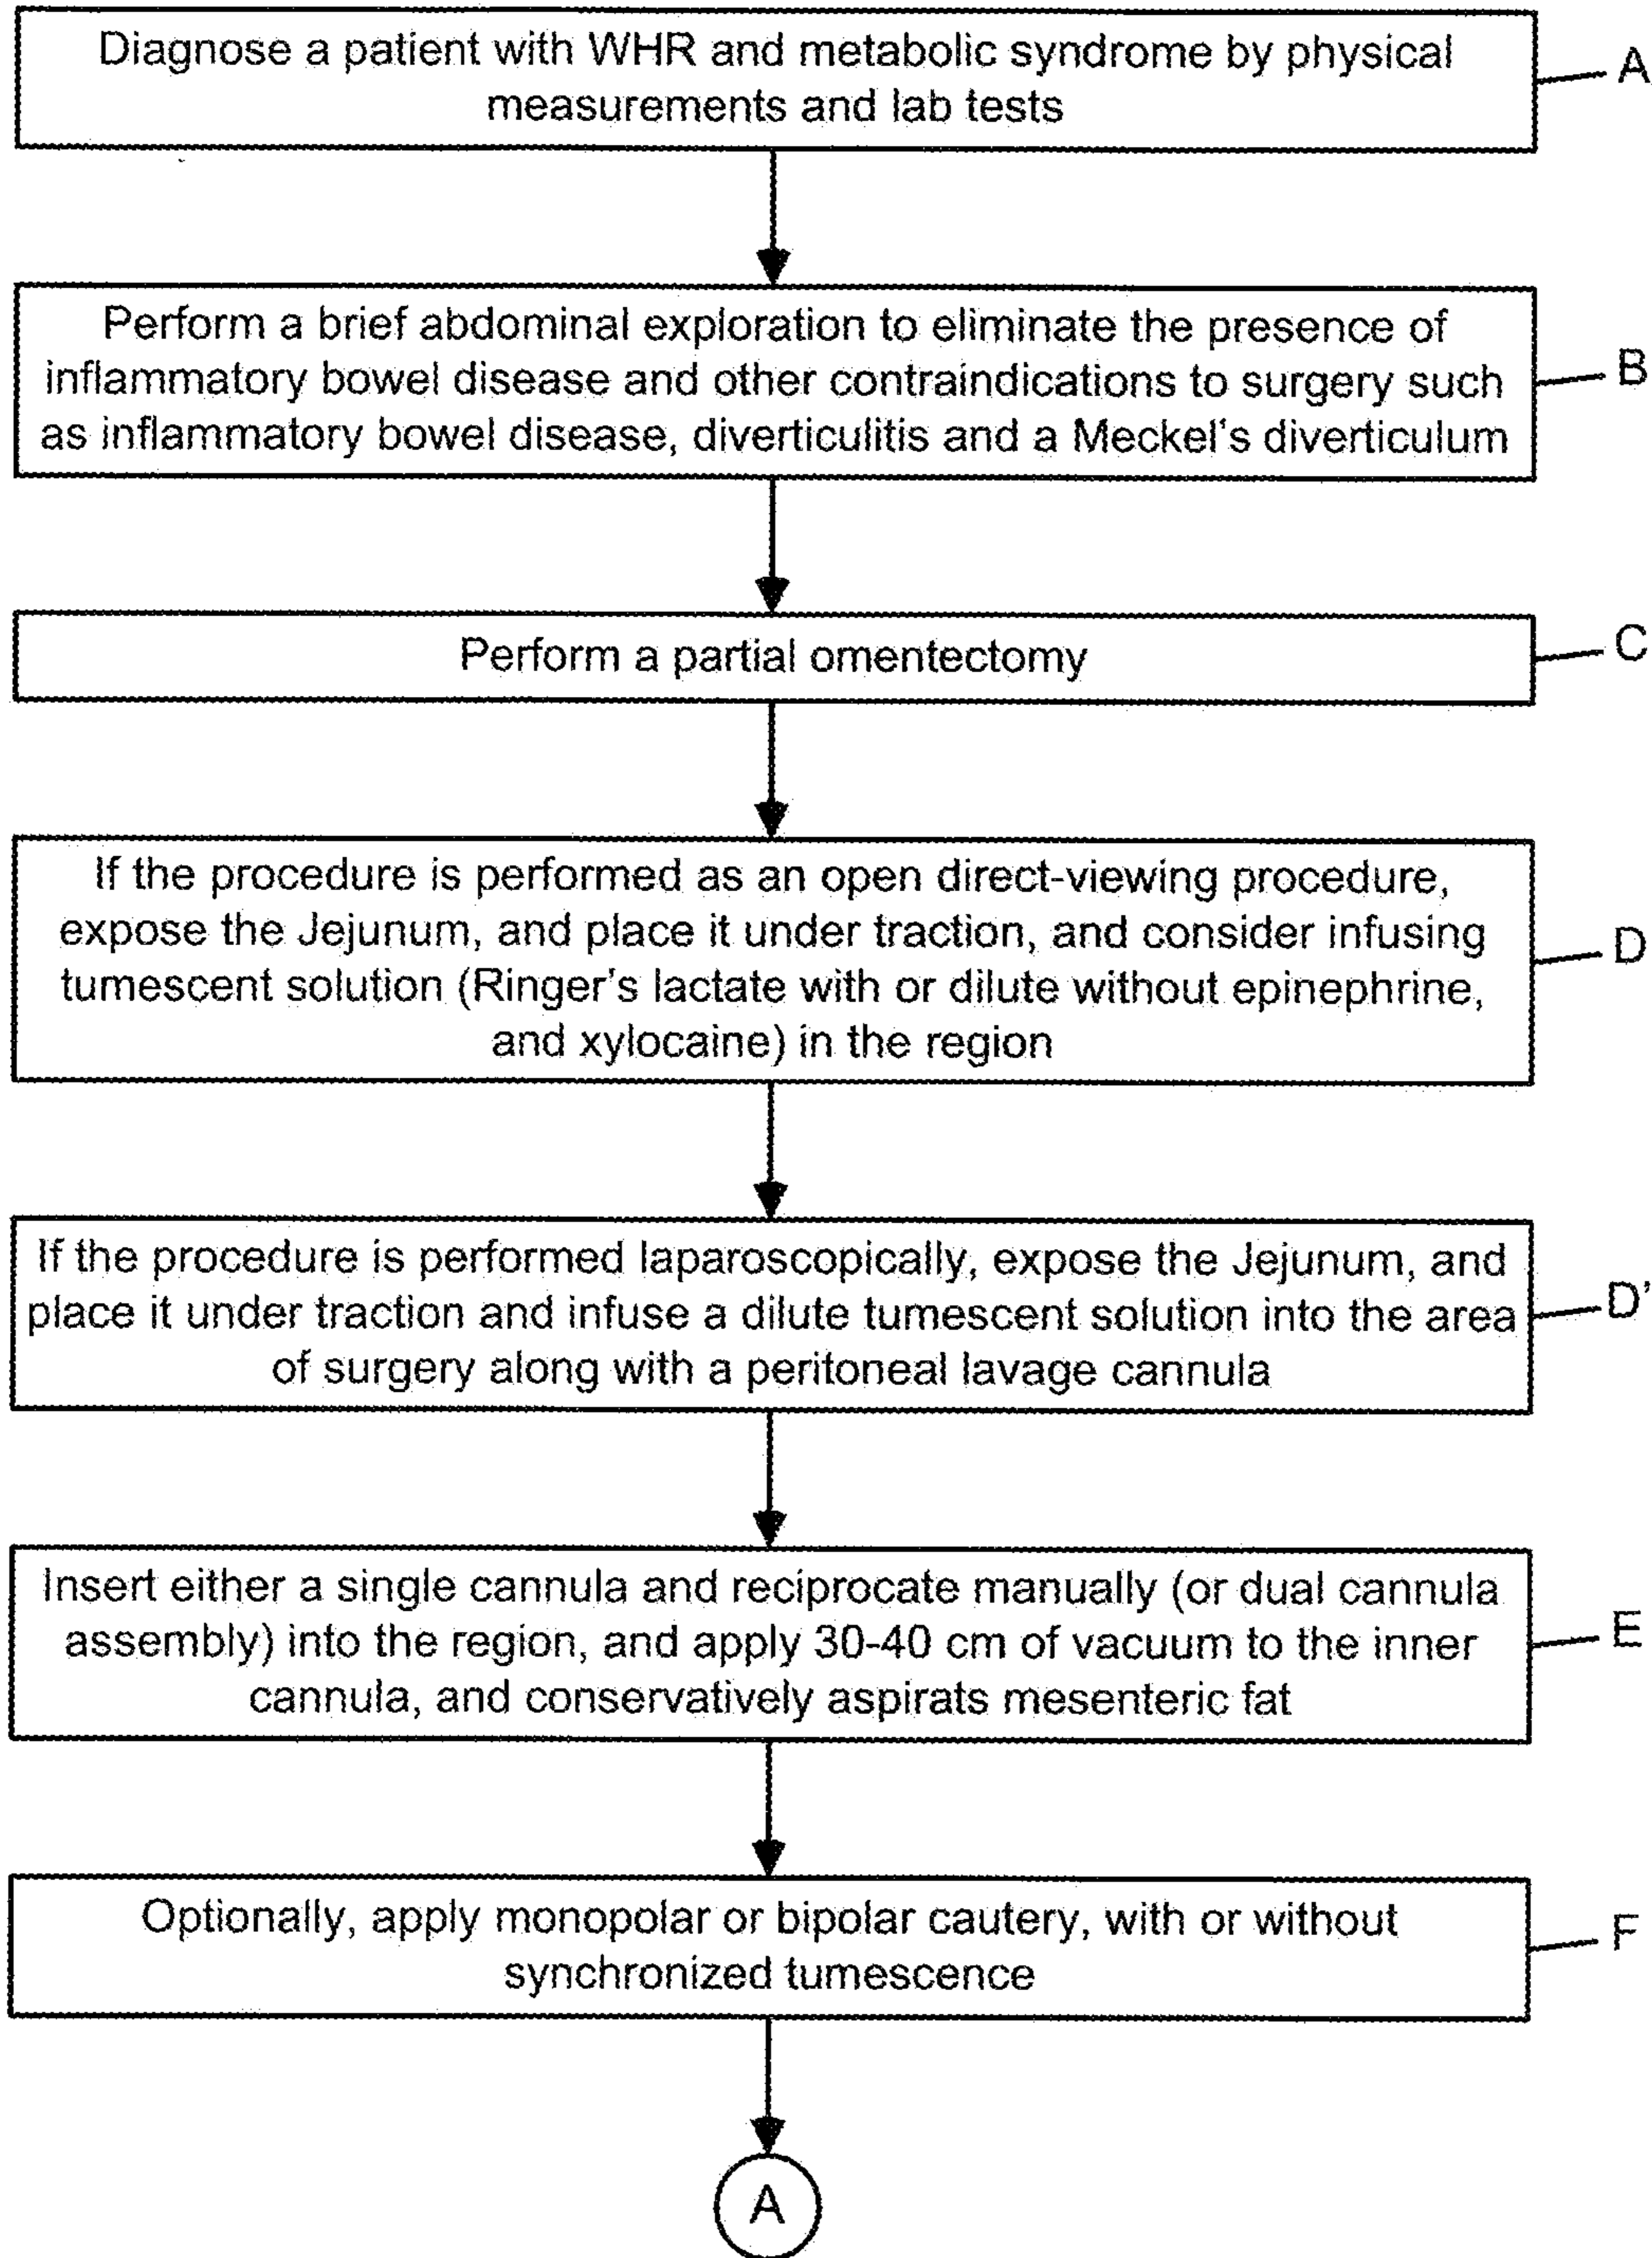 Diagnose a patient with WHR and metabolic syndrome by physical
measurements and lab tests
A
Perform a brief abdominal exploration to eliminate the presence of
inflammatory bowel disease and other contraindications to surgery such
as inflammatory bowel disease, diverticulitis and a Meckel's diverticulum
B
Perform a partial omentectomy
C
If the procedure is performed as an open direct-viewing procedure,
expose the Jejunum, and place it under traction, and consider infusing
tumescent solution (Ringer's lactate with or dilute without epinephrine,
and xylocaine) in the region
D
If the procedure is performed laparoscopically, expose the Jejunum, and
place it under traction and infuse a dilute tumescent solution into the area
of surgery along with a peritoneal lavage cannula
D'
Insert either a single cannula and reciprocate manually (or dual cannula
assembly) into the region, and apply 30-40 cm of vacuum to the inner
cannula, and conservatively aspirats mesenteric fat
E
Optionally, apply monopolar or bipolar cautery, with or without
synchronized tumescence
F
A